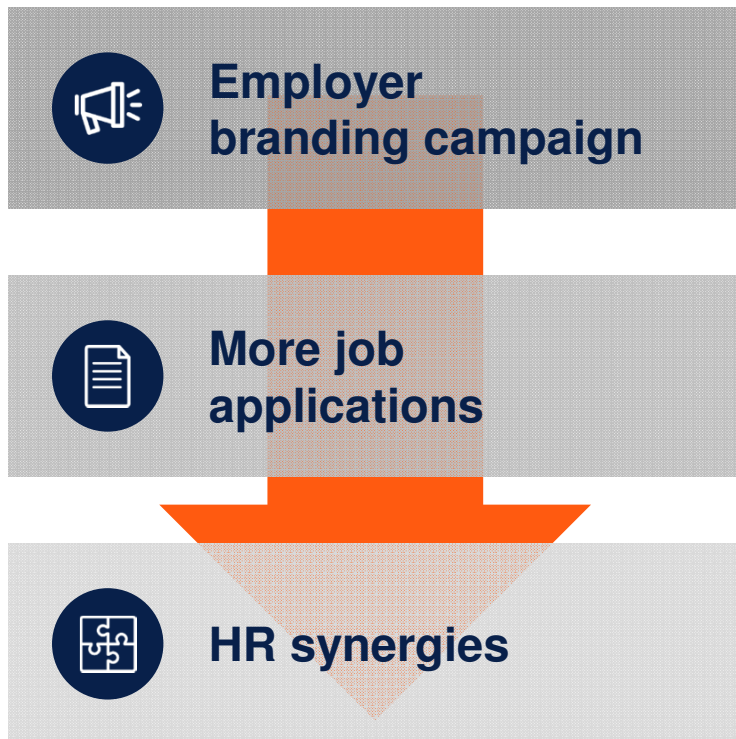 Employer
branding campaign
More job
applications
HR synergies